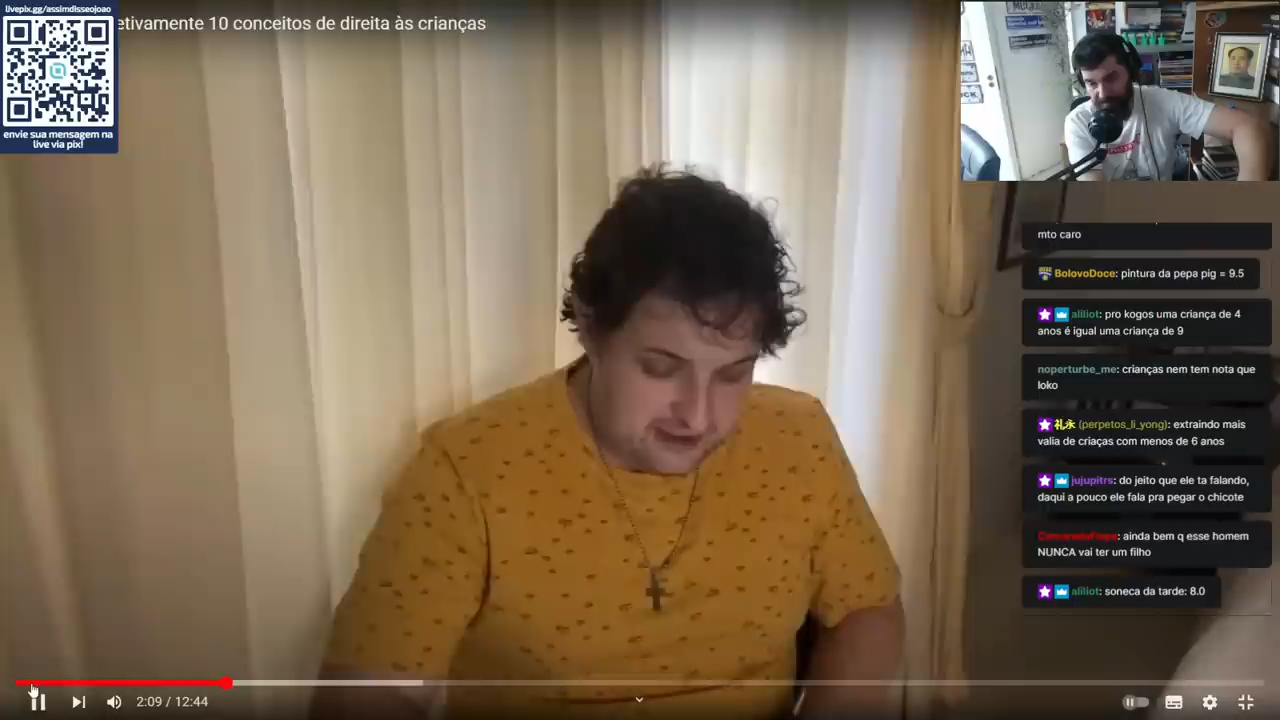 livepix.gg/assimdisseojoao
etivamente 10 conceitos de direita às crianças
envie sua mensagem na
live via pix!
mto caro
BolovoDoce: pintura da pepa pig = 9.5
aliliot: pro kogos uma criança de 4
anos é igual uma criança de 9
noperturbe_me: crianças nem tem nota que
loko
礼永 (perpetos_li_yong): extraindo mais
valia de criaças com menos de 6 anos
jujupitrs: do jeito que ele ta falando,
daqui a pouco ele fala pra pegar o chicote
: ainda bem q esse homem
NUNCA vai ter um filho
aliliot: soneca da tarde: 8.0
2:09 / 12:44